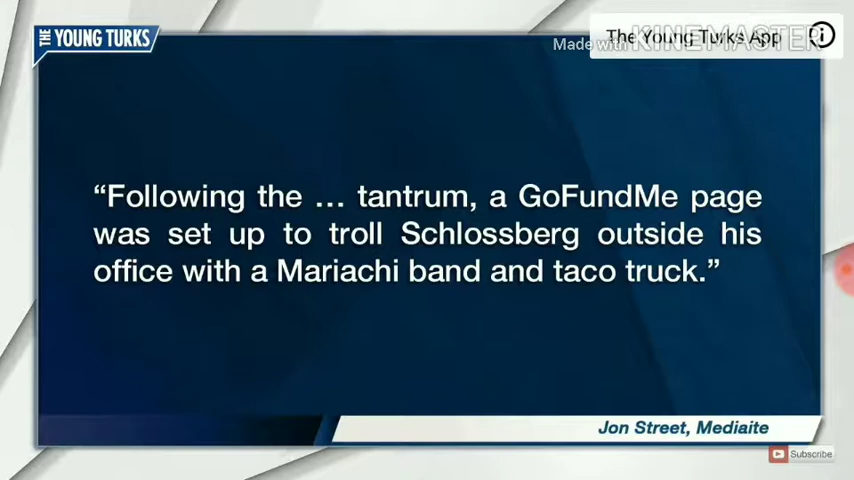 THE YOUNG TURKS
The Young Turks App
Made with KINEMASTER
“Following the ... tantrum, a GoFundMe page
was set up to troll Schlossberg outside his
office with a Mariachi band and taco truck.”
Jon Street, Mediaite
Subscribe